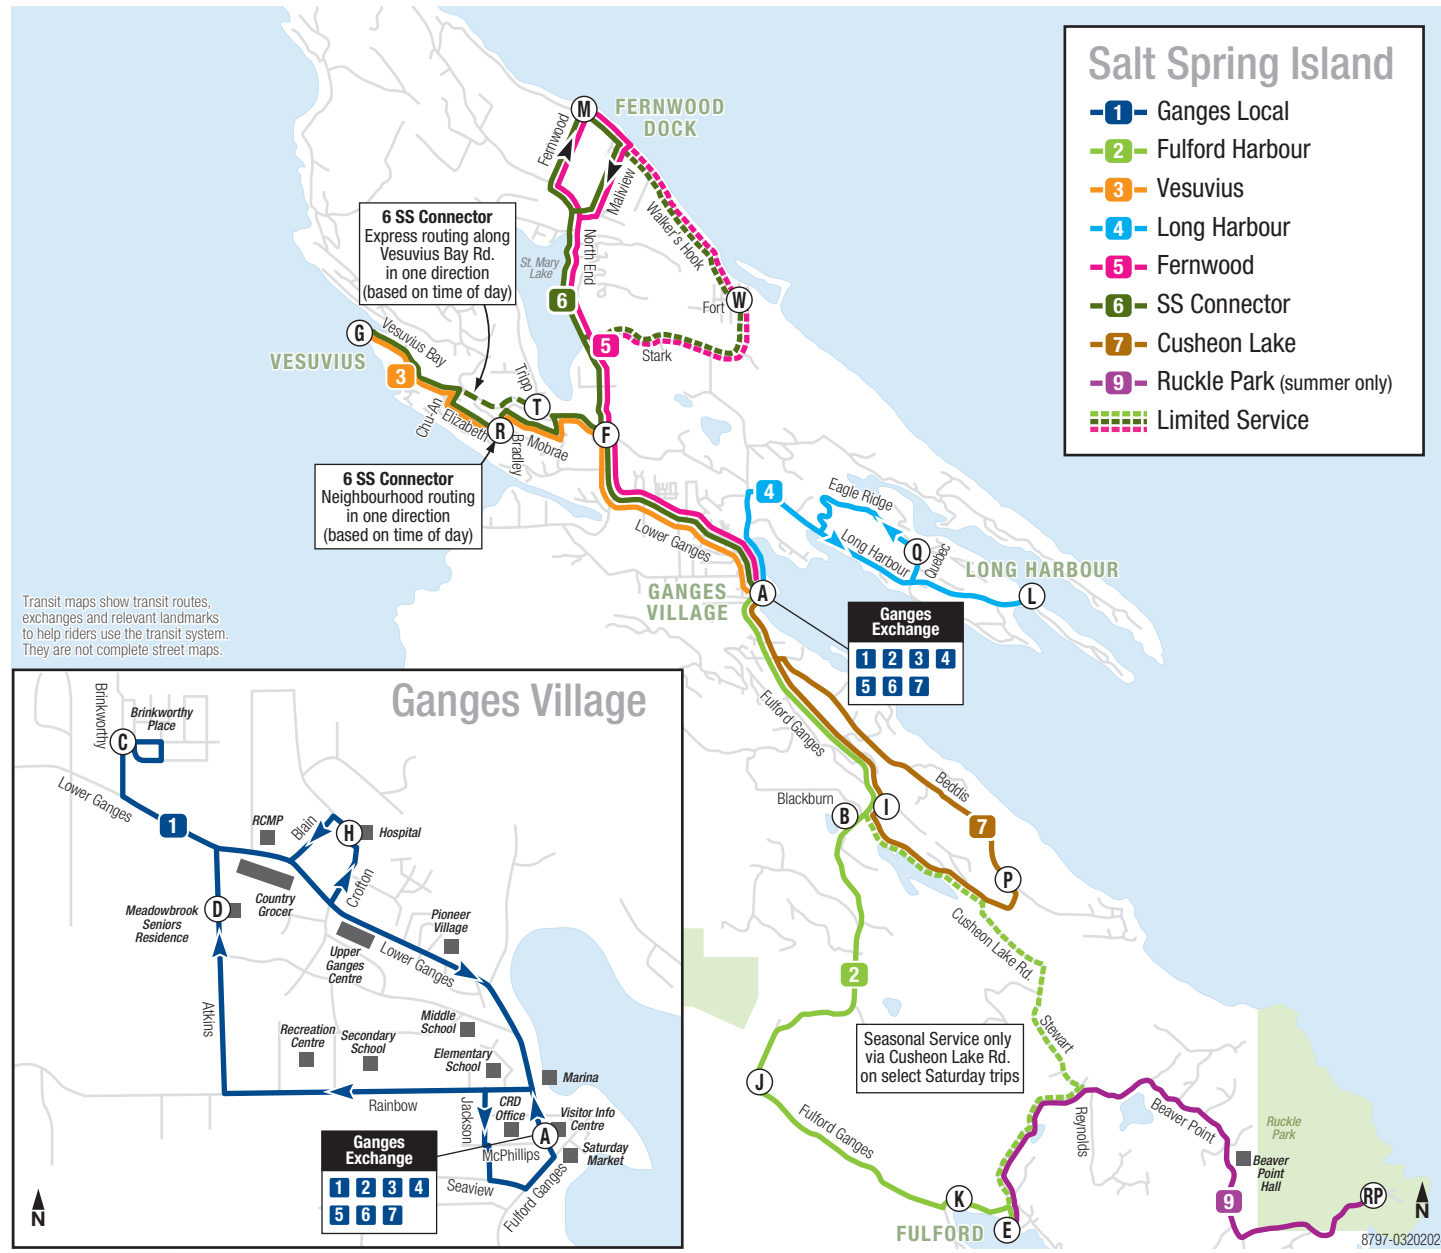 Salt Spring Island
1 Ganges Local
2 Fulford Harbour
3 Vesuvius
4 Long Harbour
5 Fernwood
6 SS Connector
7 Cusheon Lake
9 Ruckle Park (summer only)
Limited Service
M
FERNWOOD
DOCK
Fernwood
Maliview
Walker's Hook
North End
St. Mary
Lake
6
W
Fort
5
Stark
6 SS Connector
Express routing along
Vesuvius Bay Rd.
in one direction
(based on time of day)
G
Vesuvius Bay
VESUVIUS
3
Tripp
T
Chu-An
Elizabeth
R
Bradley
Mobrae
F
6 SS Connector
Neighbourhood routing
in one direction
(based on time of day)
Lower Ganges
4
Eagle Ridge
Long Harbour
Q
Quebec
LONG HARBOUR
L
GANGES
VILLAGE
A
Ganges
Exchange
1 2 3 4
5 6 7
Fulford Ganges
Beddis
Blackburn
B
I
7
P
Cusheon Lake Rd.
2
Stewart
Seasonal Service only
via Cusheon Lake Rd.
on select Saturday trips
J
Fulford Ganges
Reynolds
Beaver Point
Ruckle
Park
Beaver
Point
Hall
K
E
FULFORD
9
RP
N
8797-0320202
Transit maps show transit routes,
exchanges and relevant landmarks
to help riders use the transit system.
They are not complete street maps.
Ganges Village
Brinkworthy
Brinkworthy
Place
C
Lower Ganges
1
RCMP
Blain
H
Hospital
Crofton
Country
Grocer
Meadowbrook
Seniors
Residence
D
Upper
Ganges
Centre
Pioneer
Village
Lower Ganges
Atkins
Recreation
Centre
Secondary
School
Middle
School
Elementary
School
Marina
Rainbow
Jackson
CRD
Office
Visitor Info
Centre
A
McPhillips
Saturday
Market
Seaview
Fulford Ganges
Ganges
Exchange
1 2 3 4
5 6 7
N